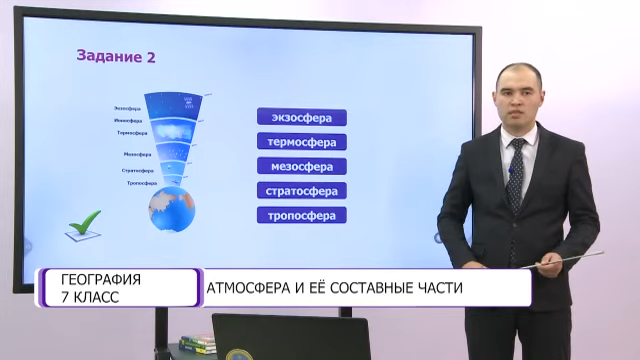 Задание 2
Экзосфера
Ионосфера
Термосфера
Мезосфера
Стратосфера
Тропосфера
экзосфера
термосфера
мезосфера
стратосфера
тропосфера
ГЕОГРАФИЯ
7 КЛАСС
АТМОСФЕРА И ЕЁ СОСТАВНЫЕ ЧАСТИ